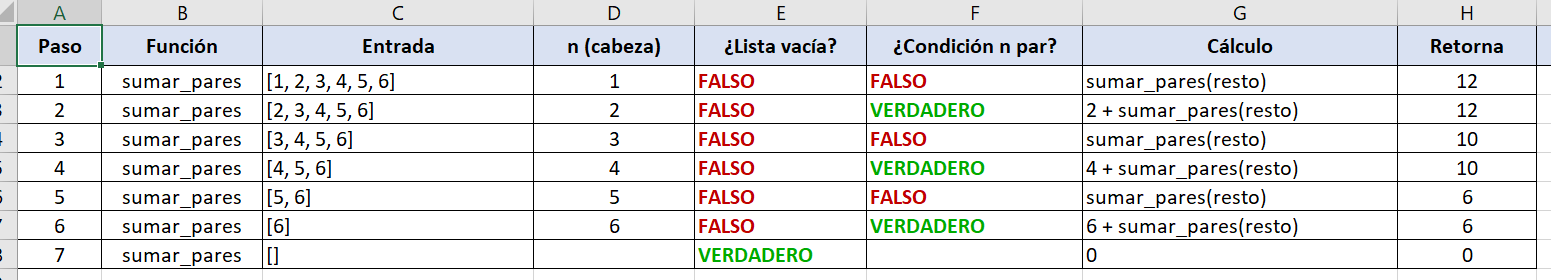 A B C D E F G H
Paso Función Entrada n (cabeza) ¿Lista vacía? ¿Condición n par? Cálculo Retorna
1 sumar_pares [1, 2, 3, 4, 5, 6] 1 FALSO FALSO sumar_pares(resto) 12
2 sumar_pares [2, 3, 4, 5, 6] 2 FALSO VERDADERO 2 + sumar_pares(resto) 12
3 sumar_pares [3, 4, 5, 6] 3 FALSO FALSO sumar_pares(resto) 10
4 sumar_pares [4, 5, 6] 4 FALSO VERDADERO 4 + sumar_pares(resto) 10
5 sumar_pares [5, 6] 5 FALSO FALSO sumar_pares(resto) 6
6 sumar_pares [6] 6 FALSO VERDADERO 6 + sumar_pares(resto) 6
7 sumar_pares [] VERDADERO 0 0